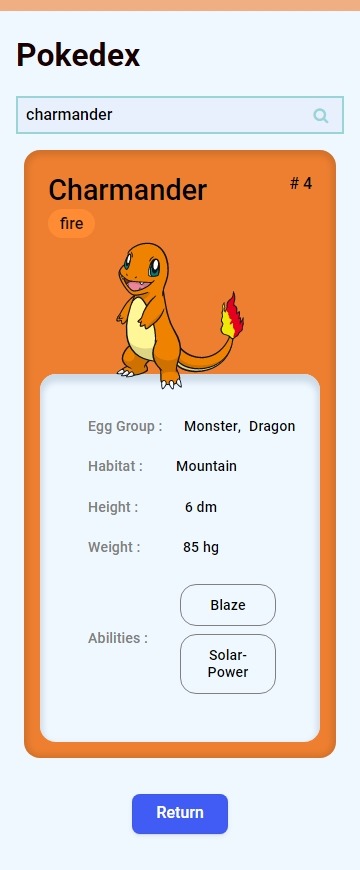 Pokedex
charmander
Charmander
# 4
fire
Egg Group : Monster, Dragon
Habitat : Mountain
Height : 6 dm
Weight : 85 hg
Abilities :
Blaze
Solar-
Power
Return